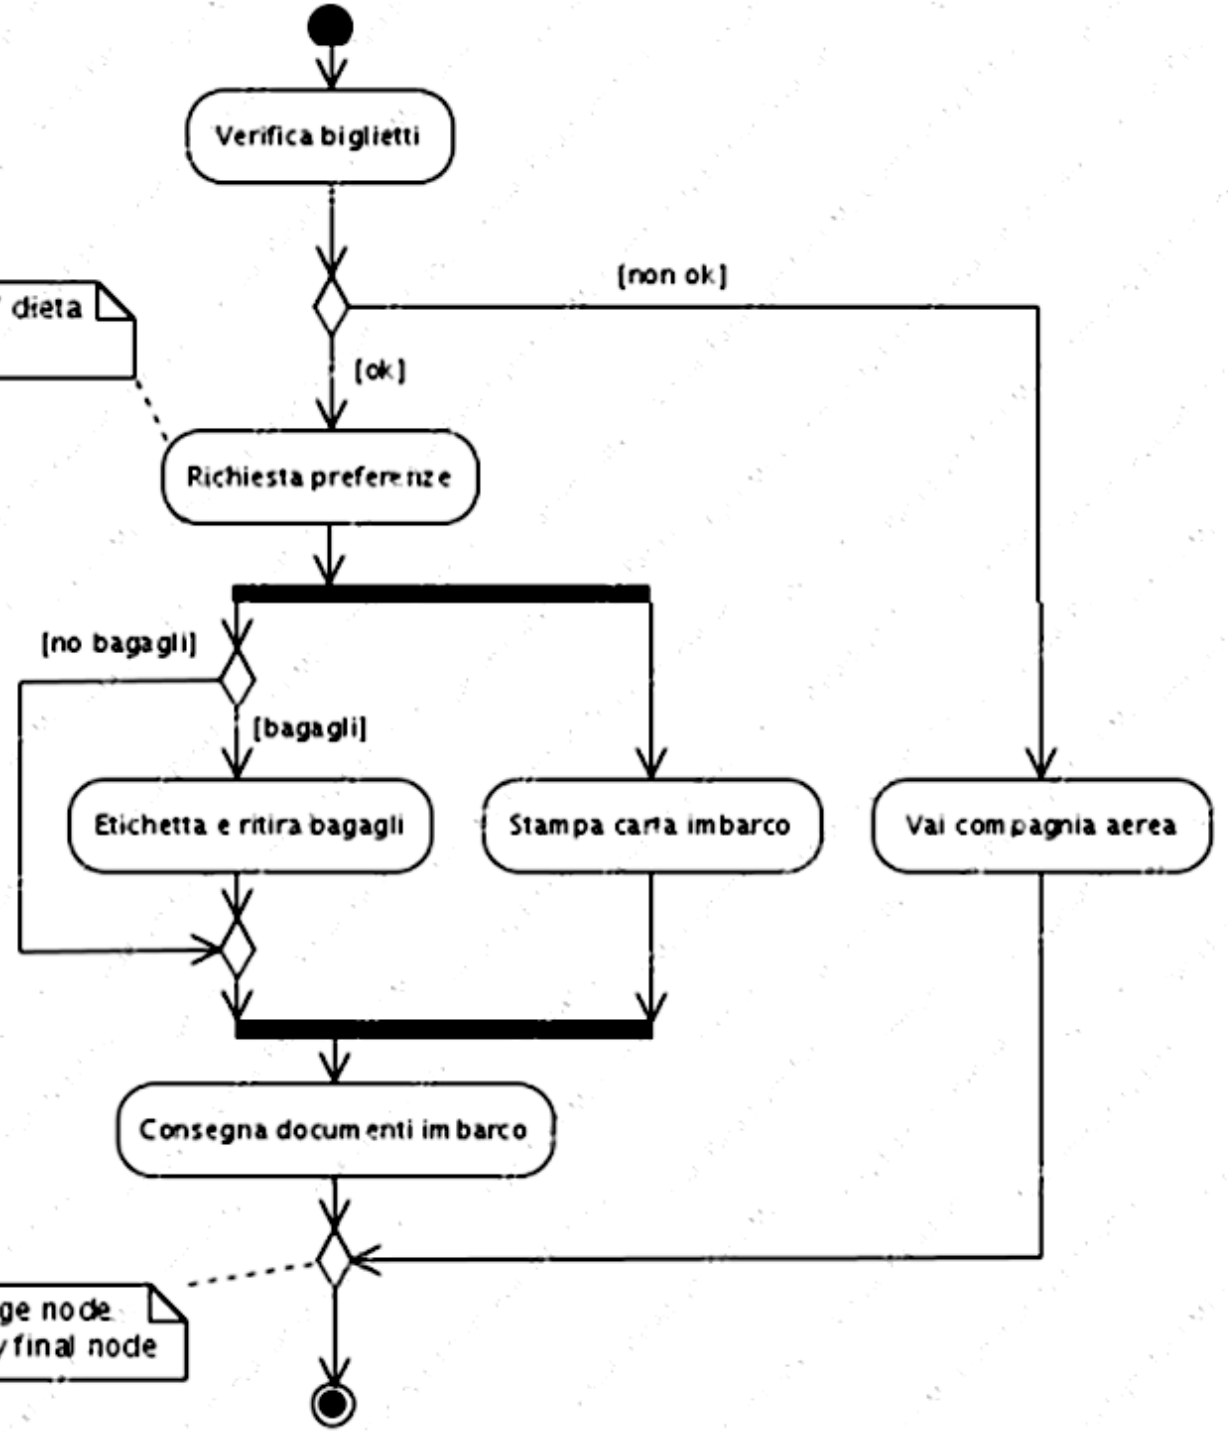 Verifica biglietti
[non ok]
dieta
[ok]
Richiesta preferenze
[no bagagli]
[bagagli]
Etichetta e ritira bagagli
Stampa carta imbarco
Vai compagnia aerea
Consegna documenti imbarco
ge node
final node